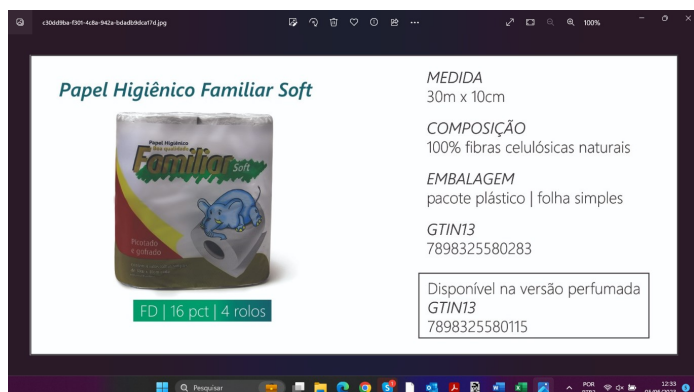 c30dd9ba-f301-4c8a-942a-bdadb9dca17d.jpg
100%
Papel Higiênico Familiar Soft
Papel Higiênico
Boa qualidade
Familiar
Soft
Picotado
e gofrado
FD | 16 pct | 4 rolos
MEDIDA
30m x 10cm
COMPOSIÇÃO
100% fibras celulósicas naturais
EMBALAGEM
pacote plástico | folha simples
GTIN13
7898325580283
Disponível na versão perfumada
GTIN13
7898325580115
Pesquisar
POR
12:33